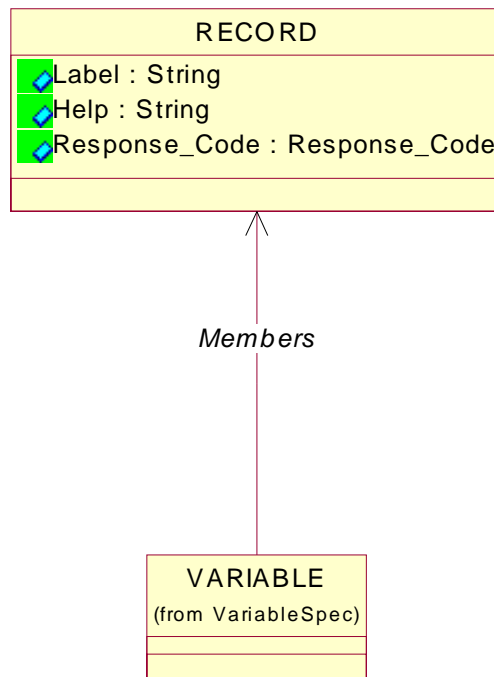 RECORD
Label : String
Help : String
Response_Code : Response_Code
Members
VARIABLE
(from VariableSpec)